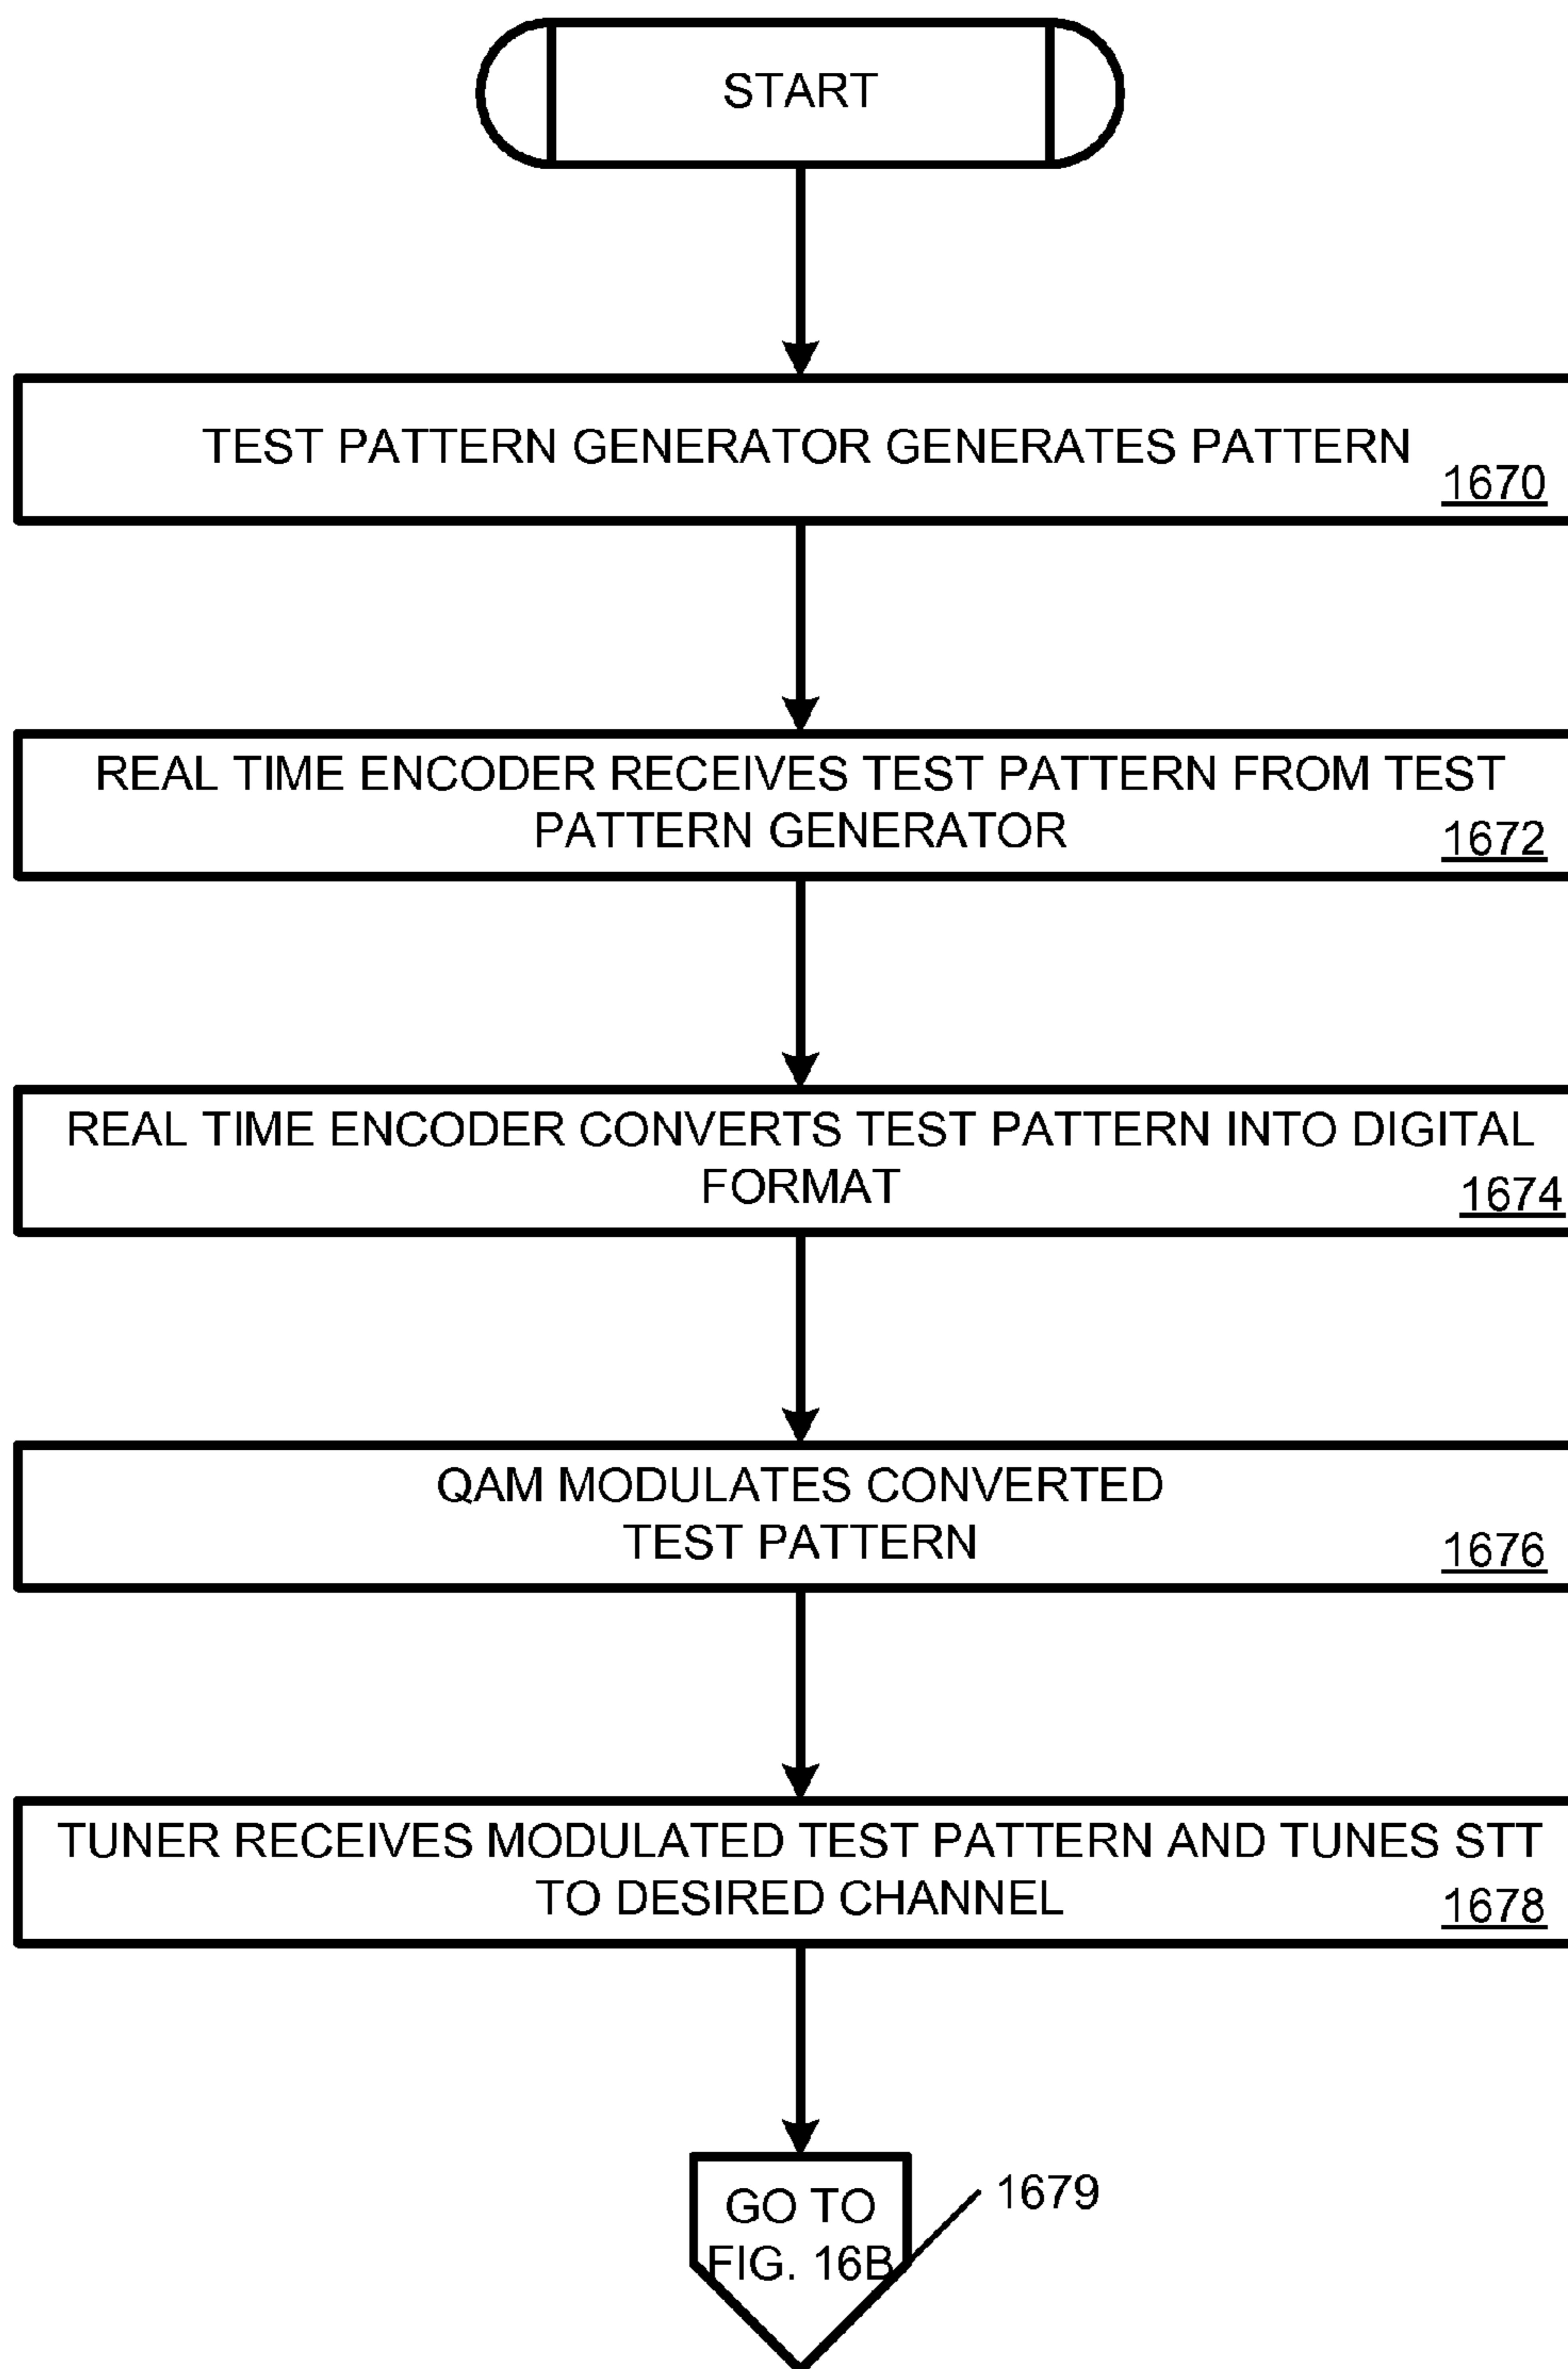 START
TEST PATTERN GENERATOR GENERATES PATTERN
1670
REAL TIME ENCODER RECEIVES TEST PATTERN FROM TEST
PATTERN GENERATOR
1672
REAL TIME ENCODER CONVERTS TEST PATTERN INTO DIGITAL
FORMAT
1674
QAM MODULATES CONVERTED
TEST PATTERN
1676
TUNER RECEIVES MODULATED TEST PATTERN AND TUNES STT
TO DESIRED CHANNEL
1678
GO TO
FIG. 16B
1679